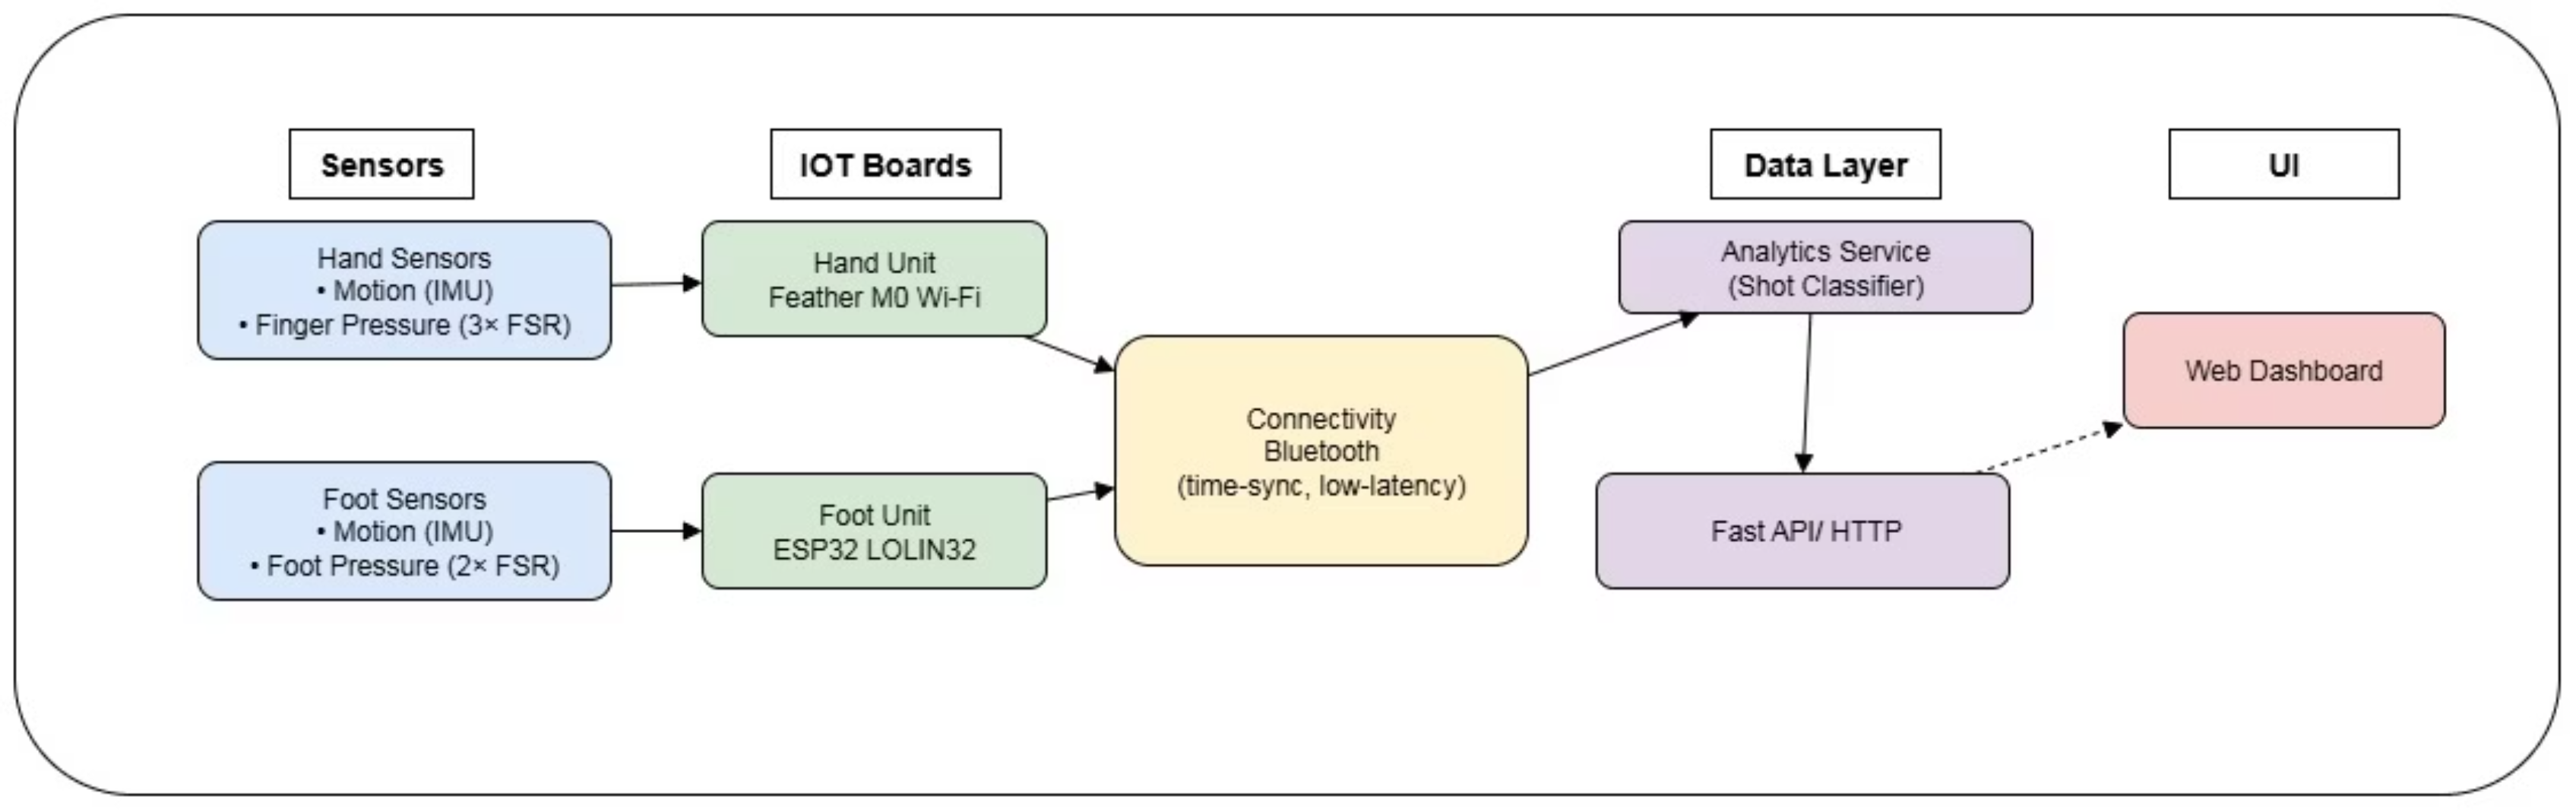 Sensors
IOT Boards
Data Layer
UI
Hand Sensors
• Motion (IMU)
• Finger Pressure (3× FSR)
Hand Unit
Feather M0 Wi-Fi
Analytics Service
(Shot Classifier)
Web Dashboard
Connectivity
Bluetooth
(time-sync, low-latency)
Foot Sensors
• Motion (IMU)
• Foot Pressure (2× FSR)
Foot Unit
ESP32 LOLIN32
Fast API/ HTTP